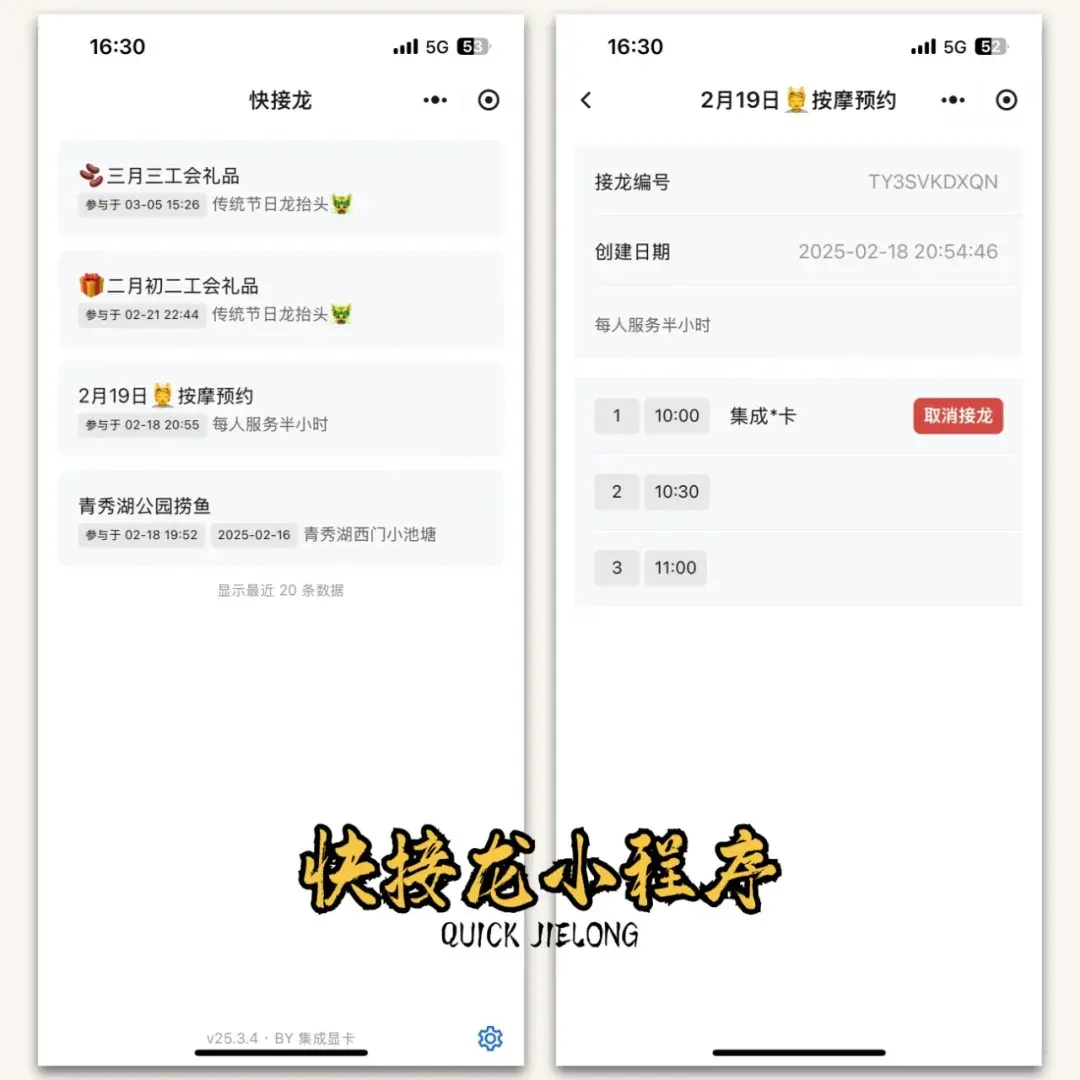 16:30 5G 53
快接龙
三月三工会礼品
参与于 03-05 15:26 传统节日龙抬头
二月初二工会礼品
参与于 02-21 22:44 传统节日龙抬头
2月19日按摩预约
参与于 02-18 20:55 每人服务半小时
青秀湖公园捞鱼
参与于 02-18 19:52 2025-02-16 青秀湖西门小池塘
显示最近 20 条数据
v25.3.4 · BY 集成显卡
16:30 5G 52
2月19日按摩预约
接龙编号 TY3SVKDXQN
创建日期 2025-02-18 20:54:46
每人服务半小时
1 10:00 集成*卡 取消接龙
2 10:30
3 11:00
快接龙小程序
QUICK JIELONG